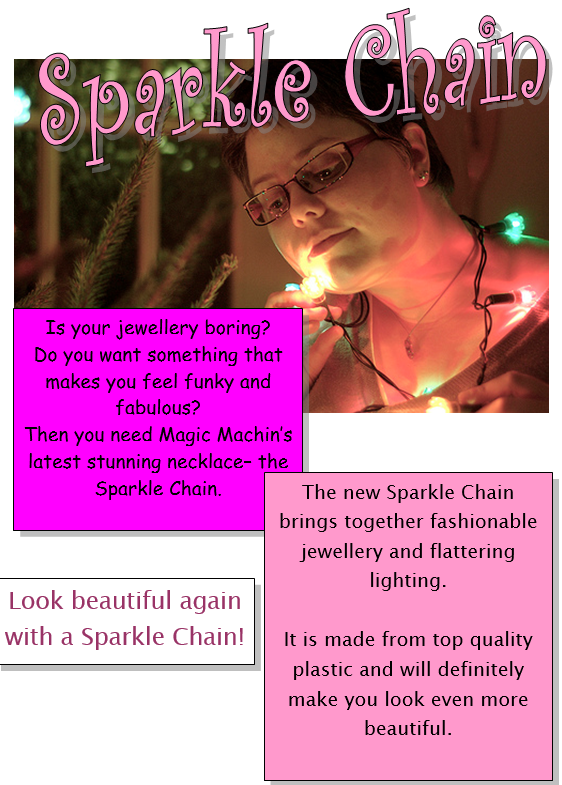 Sparkle Chain
Is your jewellery boring?
Do you want something that
makes you feel funky and
fabulous?
Then you need Magic Machin's
latest stunning necklace– the
Sparkle Chain.
The new Sparkle Chain
brings together fashionable
jewellery and flattering
lighting.
It is made from top quality
plastic and will definitely
make you look even more
beautiful.
Look beautiful again
with a Sparkle Chain!